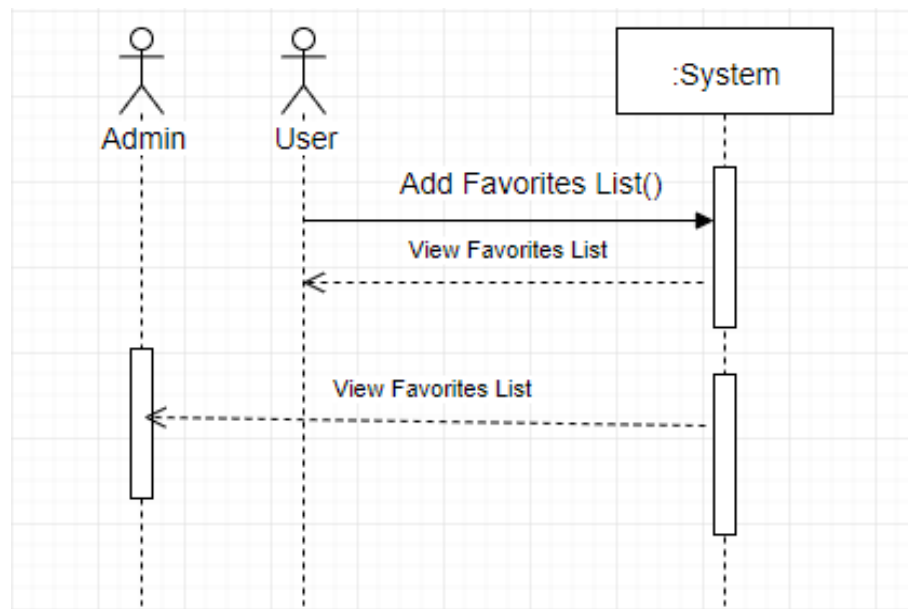 :System
Admin
User
Add Favorites List()
View Favorites List
View Favorites List